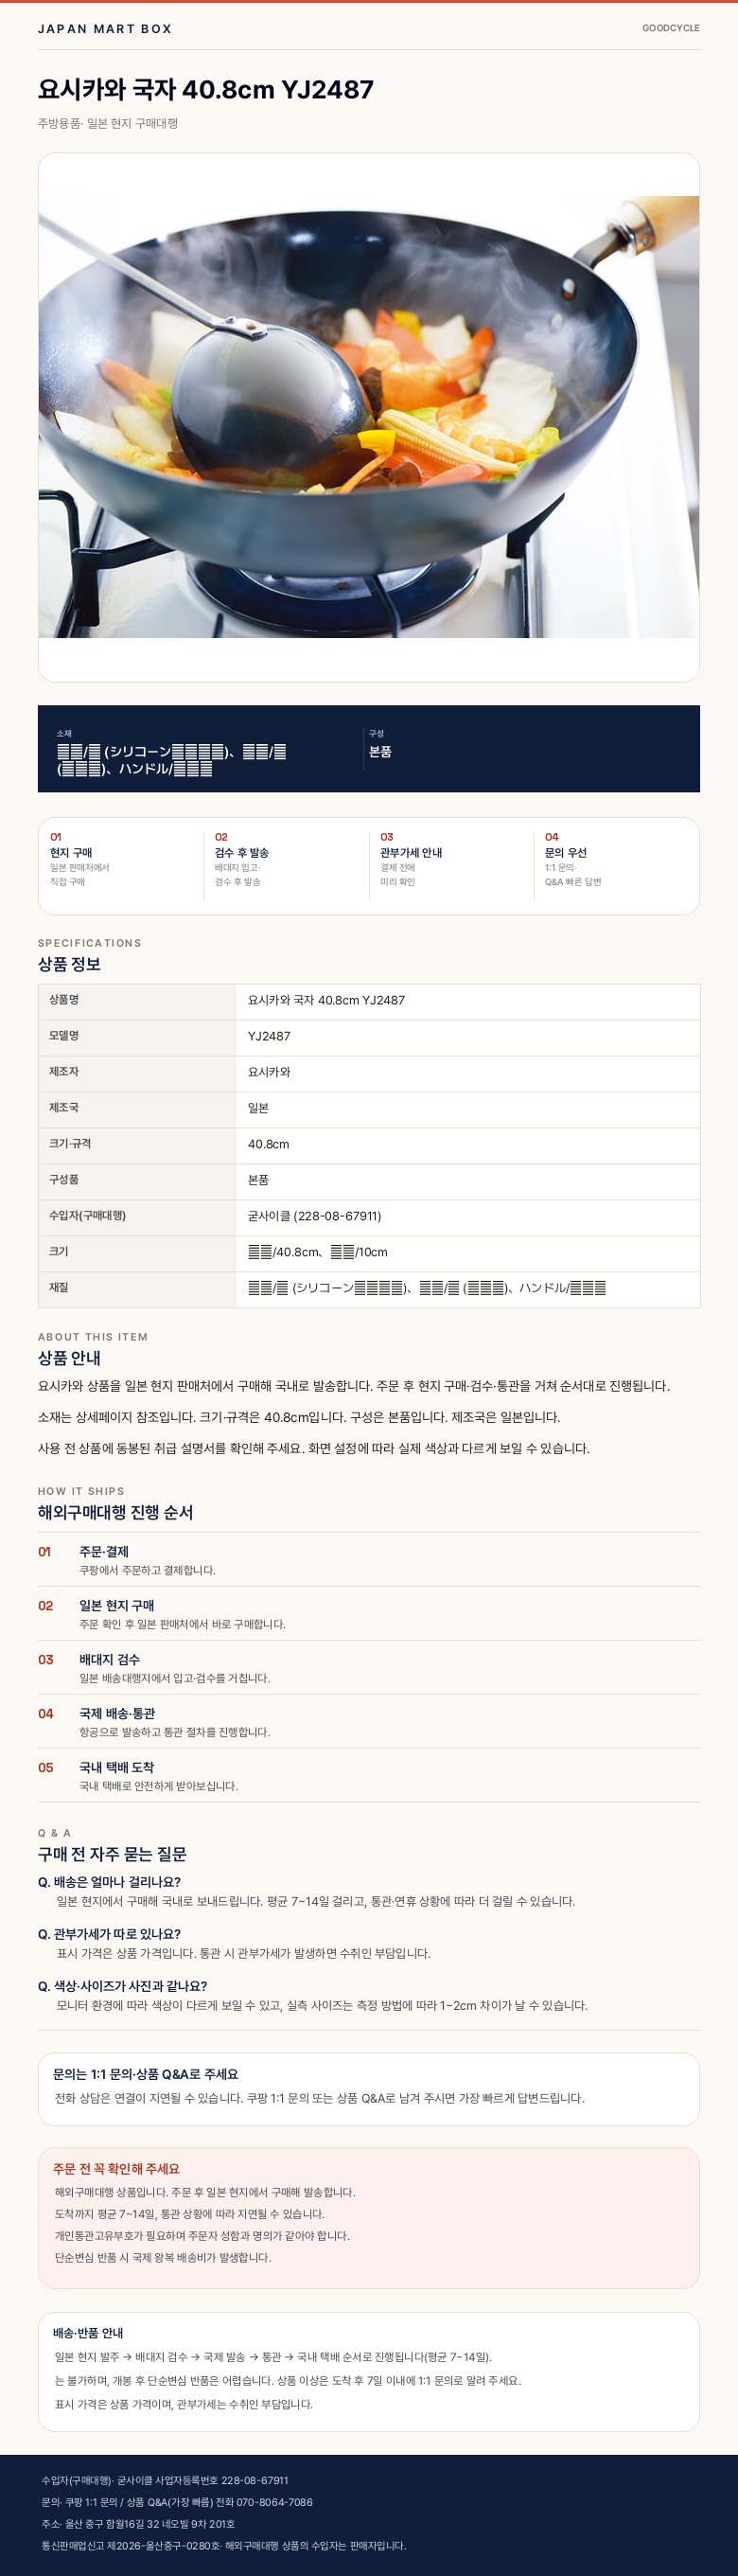 JAPAN MART BOX
GOODCYCLE
요시카와 국자 40.8cm YJ2487
주방용품· 일본 현지 구매대행
소재
(シリコーン
)、ハンドル/
구성
본품
01
현지 구매
일본 판매처에서
직접 구매
02
검수 후 발송
배대지 입고·
검수 후 발송
03
관부가세 안내
결제 전에
미리 확인
04
문의 우선
1:1 문의·
Q&A 빠른 답변
SPECIFICATIONS
상품 정보
상품명 요시카와 국자 40.8cm YJ2487
모델명 YJ2487
제조자 요시카와
제조국 일본
크기·규격 40.8cm
구성품 본품
수입자(구매대행) 굳사이클 (228-08-67911)
크기 /40.8cm、 /10cm
재질 (シリコーン )、 / ( )、ハンドル/
ABOUT THIS ITEM
상품 안내
요시카와 상품을 일본 현지 판매처에서 구매해 국내로 발송합니다. 주문 후 현지 구매·검수·통관을 거쳐 순서대로 진행됩니다.
소재는 상세페이지 참조입니다. 크기·규격은 40.8cm입니다. 구성은 본품입니다. 제조국은 일본입니다.
사용 전 상품에 동봉된 취급 설명서를 확인해 주세요. 화면 설정에 따라 실제 색상과 다르게 보일 수 있습니다.
HOW IT SHIPS
해외구매대행 진행 순서
01 주문·결제
쿠팡에서 주문하고 결제합니다.
02 일본 현지 구매
주문 확인 후 일본 판매처에서 바로 구매합니다.
03 배대지 검수
일본 배송대행지에서 입고·검수를 거칩니다.
04 국제 배송·통관
항공으로 발송하고 통관 절차를 진행합니다.
05 국내 택배 도착
국내 택배로 안전하게 받아보십니다.
Q & A
구매 전 자주 묻는 질문
Q. 배송은 얼마나 걸리나요?
일본 현지에서 구매해 국내로 보내드립니다. 평균 7~14일 걸리고, 통관·연휴 상황에 따라 더 걸릴 수 있습니다.
Q. 관부가세가 따로 있나요?
표시 가격은 상품 가격입니다. 통관 시 관부가세가 발생하면 수취인 부담입니다.
Q. 색상·사이즈가 사진과 같나요?
모니터 환경에 따라 색상이 다르게 보일 수 있고, 실측 사이즈는 측정 방법에 따라 1~2cm 차이가 날 수 있습니다.
문의는 1:1 문의·상품 Q&A로 주세요
전화 상담은 연결이 지연될 수 있습니다. 쿠팡 1:1 문의 또는 상품 Q&A로 남겨 주시면 가장 빠르게 답변드립니다.
주문 전 꼭 확인해 주세요
해외구매대행 상품입니다. 주문 후 일본 현지에서 구매해 발송합니다.
도착까지 평균 7~14일, 통관 상황에 따라 지연될 수 있습니다.
개인통관고유부호가 필요하며 주문자 성함과 명의가 같아야 합니다.
단순변심 반품 시 국제 왕복 배송비가 발생합니다.
배송·반품 안내
일본 현지 발주 → 배대지 검수 → 국제 발송 → 통관 → 국내 택배 순서로 진행됩니다(평균 7~14일).
는 불가하며, 개봉 후 단순변심 반품은 어렵습니다. 상품 이상은 도착 후 7일 이내에 1:1 문의로 알려 주세요.
표시 가격은 상품 가격이며, 관부가세는 수취인 부담입니다.
수입자(구매대행)· 굳사이클 사업자등록번호 228-08-67911
문의· 쿠팡 1:1 문의 / 상품 Q&A(가장 빠름) 전화 070-8064-7086
주소· 울산 중구 함월16길 32 네오빌 9차 201호
통신판매업신고 제2026-울산중구-0280호· 해외구매대행 상품의 수입자는 판매자입니다.